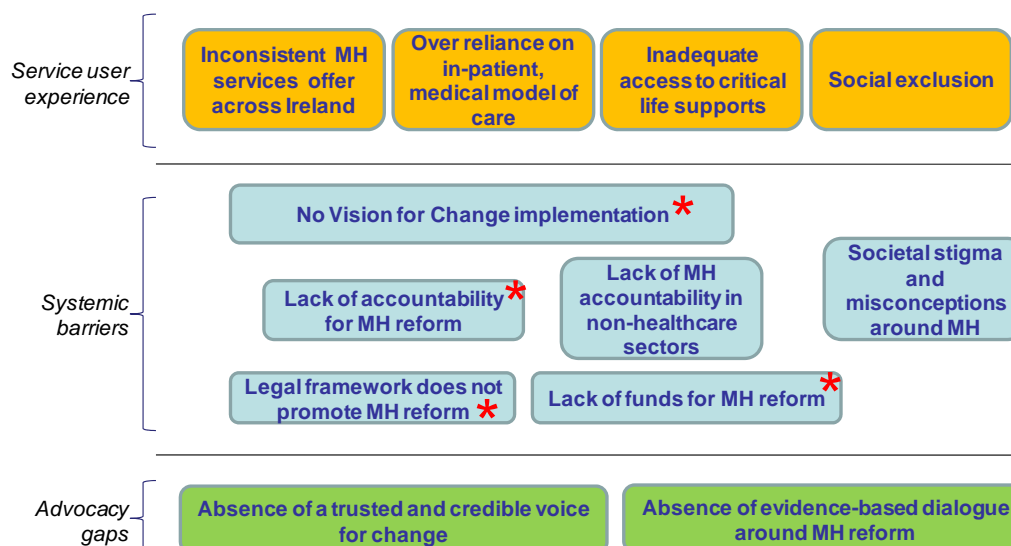 Service user
experience
Inconsistent MH
services offer
across Ireland
Over reliance on
in-patient,
medical model of
care
Inadequate
access to critical
life supports
Social exclusion
Systemic
barriers
No Vision for Change implementation *
Lack of accountability *
for MH reform
Lack of MH
accountability in
non-healthcare
sectors
Societal stigma
and
misconceptions
around MH
Legal framework does not
promote MH reform *
Lack of funds for MH reform *
Advocacy
gaps
Absence of a trusted and credible voice
for change
Absence of evidence-based dialogue
around MH reform